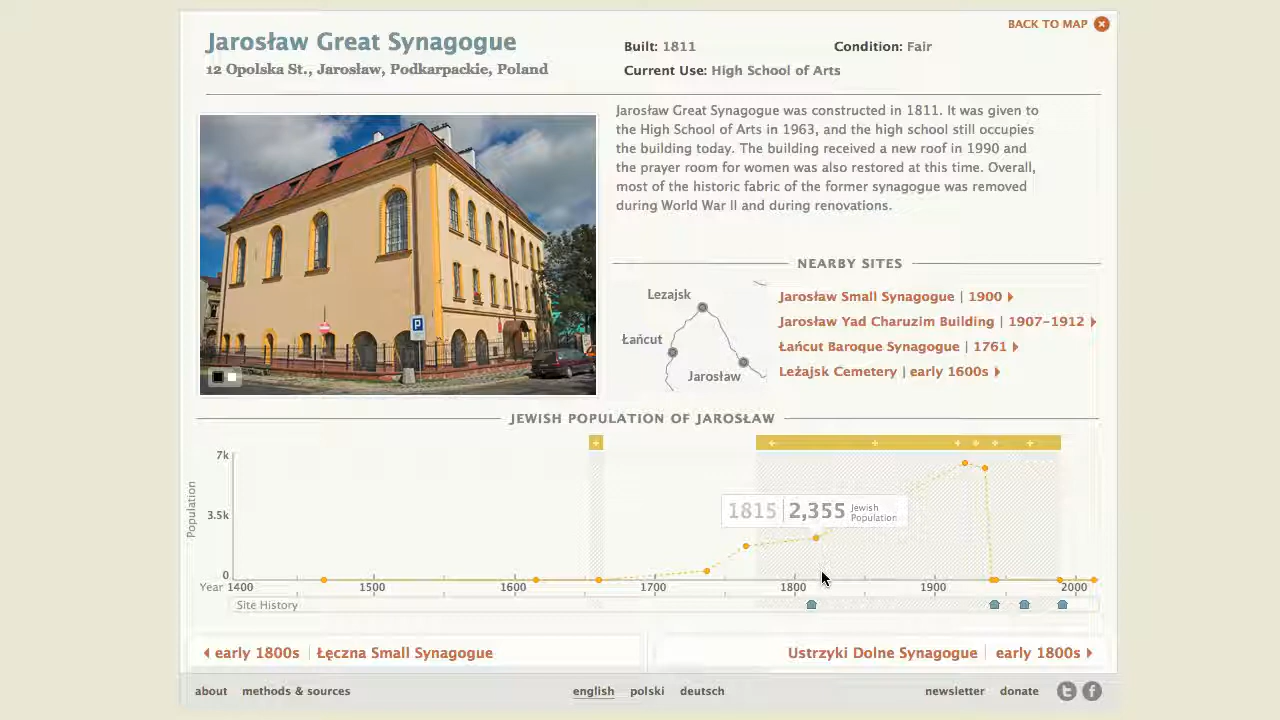 BACK TO MAP
Jarosław Great Synagogue
12 Opolska St., Jarosław, Podkarpackie, Poland
Built: 1811
Condition: Fair
Current Use: High School of Arts
Jarosław Great Synagogue was constructed in 1811. It was given to
the High School of Arts in 1963, and the high school still occupies
the building today. The building received a new roof in 1990 and
the prayer room for women was also restored at this time. Overall,
most of the historic fabric of the former synagogue was removed
during World War II and during renovations.
P
NEARBY SITES
Lezajsk
Łańcut
Jarosław
Jarosław Small Synagogue | 1900
Jarosław Yad Charuzim Building | 1907–1912
Łańcut Baroque Synagogue | 1761
Leżajsk Cemetery | early 1600s
JEWISH POPULATION OF JAROSŁAW
7k
3.5k
0
Population
1815 | 2,355 Jewish
Population
Year 1400 1500 1600 1700 1800 1900 2000
Site History
early 1800s | Łęczna Small Synagogue
Ustrzyki Dolne Synagogue | early 1800s
about methods & sources english polski deutsch newsletter donate